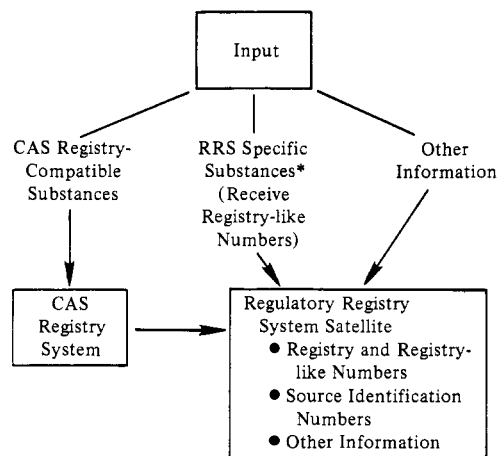 Input
CAS Registry-
Compatible
Substances
RRS Specific
Substances*
(Receive
Registry-like
Numbers)
Other
Information
CAS
Registry
System
Regulatory Registry
System Satellite
● Registry and Registry-
like Numbers
● Source Identification
Numbers
● Other Information